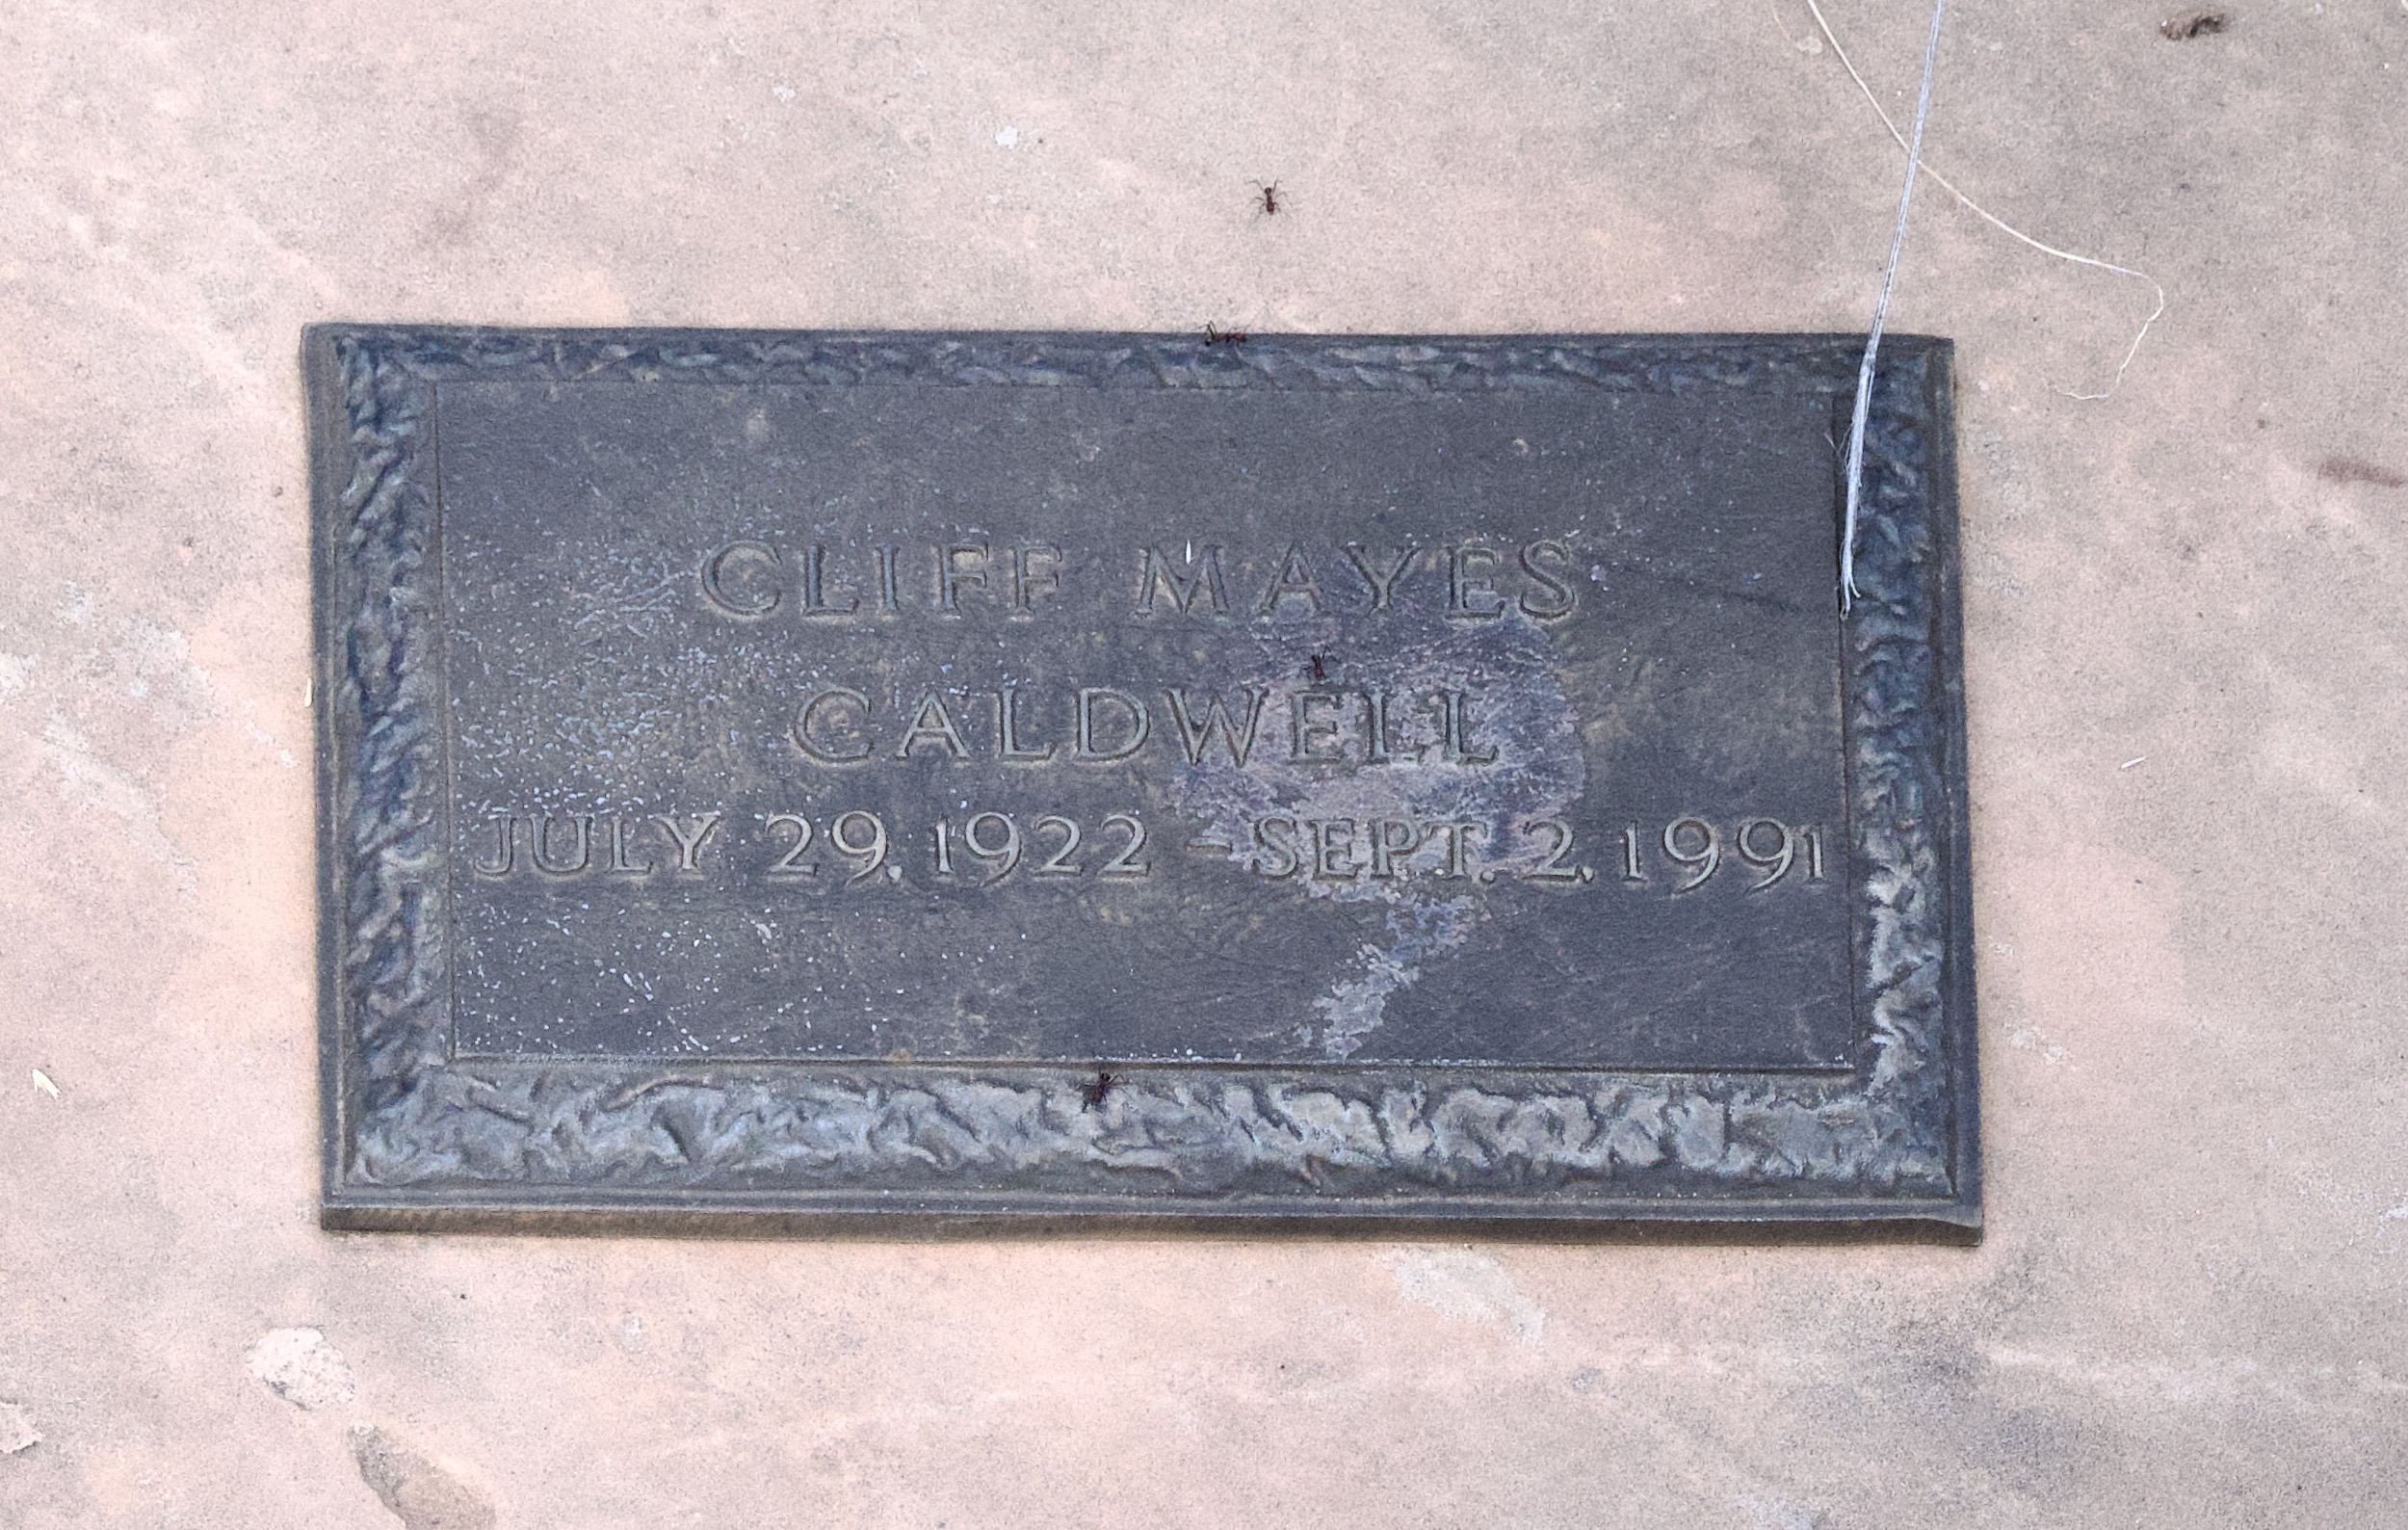 CLIFF MAYES
CALDWELL
JULY 29, 1922 - SEPT. 2, 1991